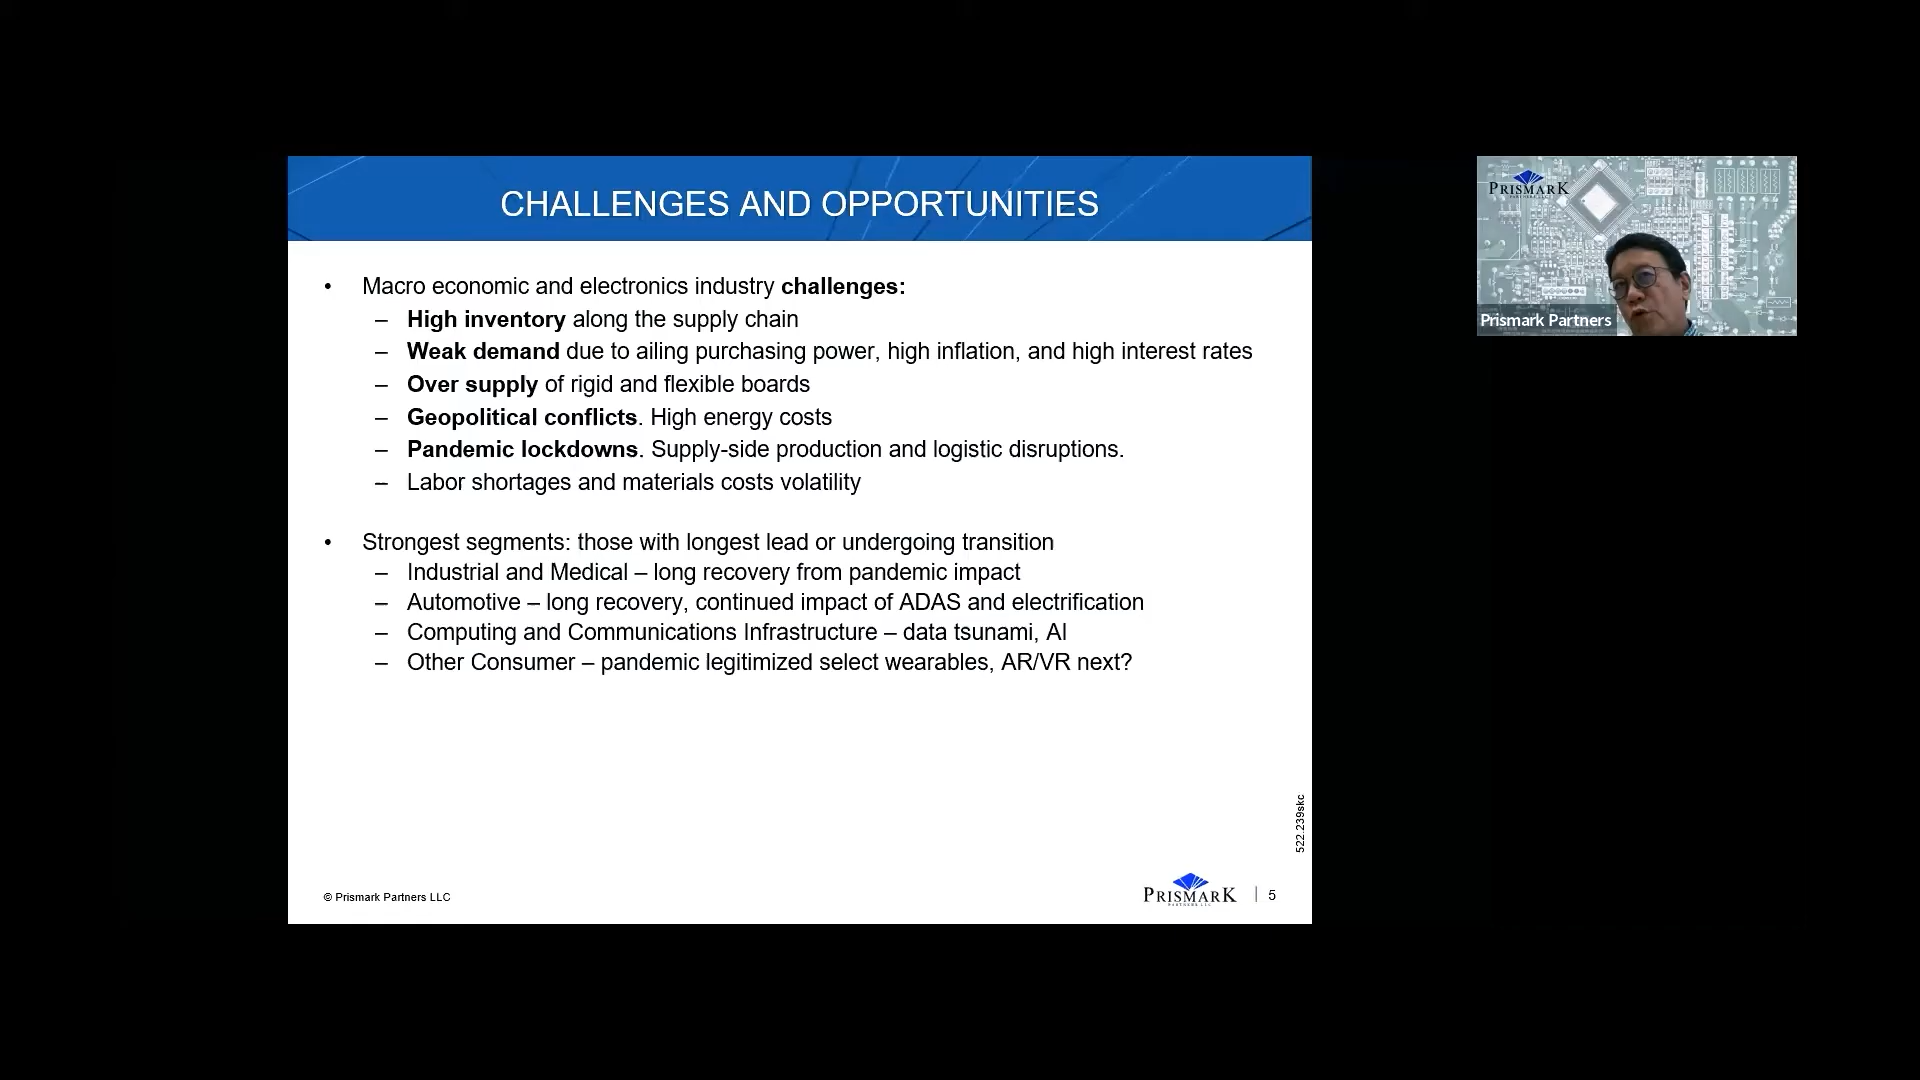 CHALLENGES AND OPPORTUNITIES
• Macro economic and electronics industry challenges:
– High inventory along the supply chain
– Weak demand due to ailing purchasing power, high inflation, and high interest rates
– Over supply of rigid and flexible boards
– Geopolitical conflicts. High energy costs
– Pandemic lockdowns. Supply-side production and logistic disruptions.
– Labor shortages and materials costs volatility
• Strongest segments: those with longest lead or undergoing transition
– Industrial and Medical – long recovery from pandemic impact
– Automotive – long recovery, continued impact of ADAS and electrification
– Computing and Communications Infrastructure – data tsunami, AI
– Other Consumer – pandemic legitimized select wearables, AR/VR next?
522.239skc
© Prismark Partners LLC
PRISMARK
PARTNERS LLC
5
PRISMARK
PARTNERS LLC
Prismark Partners